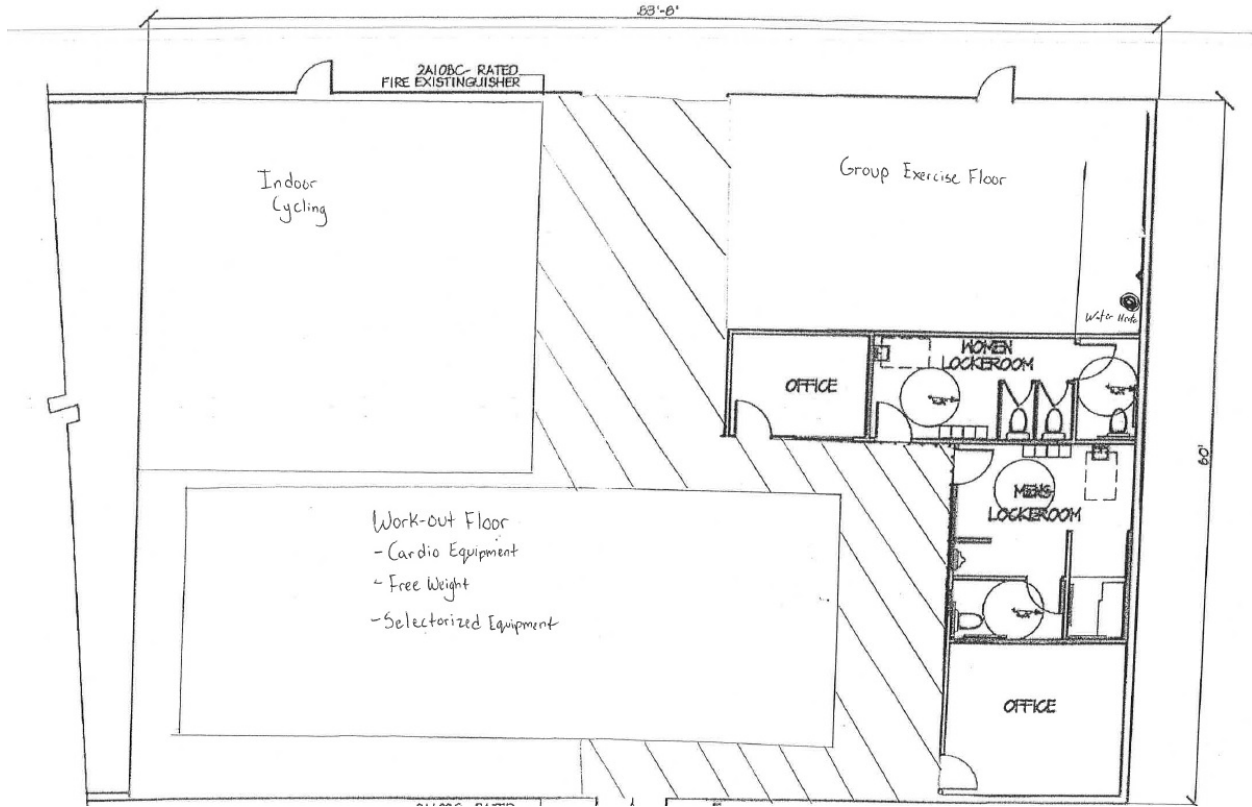 83'-8"
2A10BC- RATED
FIRE EXISTINGUISHER
Indoor
Cycling
Group Exercise Floor
Water
WOMEN
LOCKEROOM
OFFICE
60'
MENS
LOCKEROOM
Work-out Floor
- Cardio Equipment
- Free Weight
- Selectorized Equipment
OFFICE
RATED